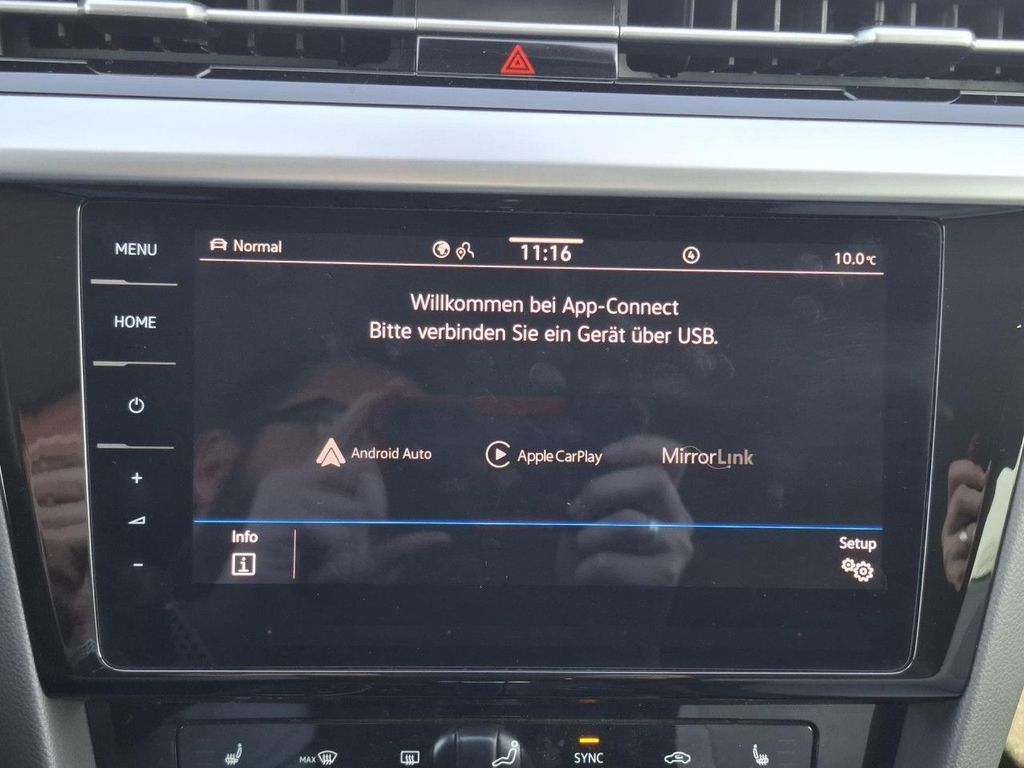 MENU
Normal
11:16
4
10.0°C
HOME
Willkommen bei App-Connect
Bitte verbinden Sie ein Gerät über USB.
Android Auto
Apple CarPlay
MirrorLink
+
-
Info
i
Setup
MAX
SYNC